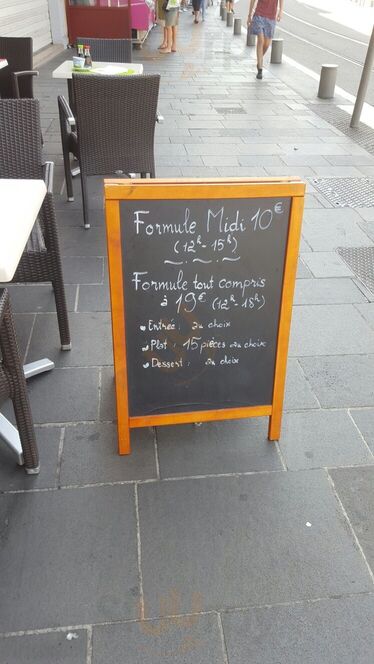 Formule Midi 10€
(12h - 15h)
Formule tout compris
à 19€ (12h - 18h)
Entrée : au choix
Plat : 15 pièces au choix
Dessert : au choix